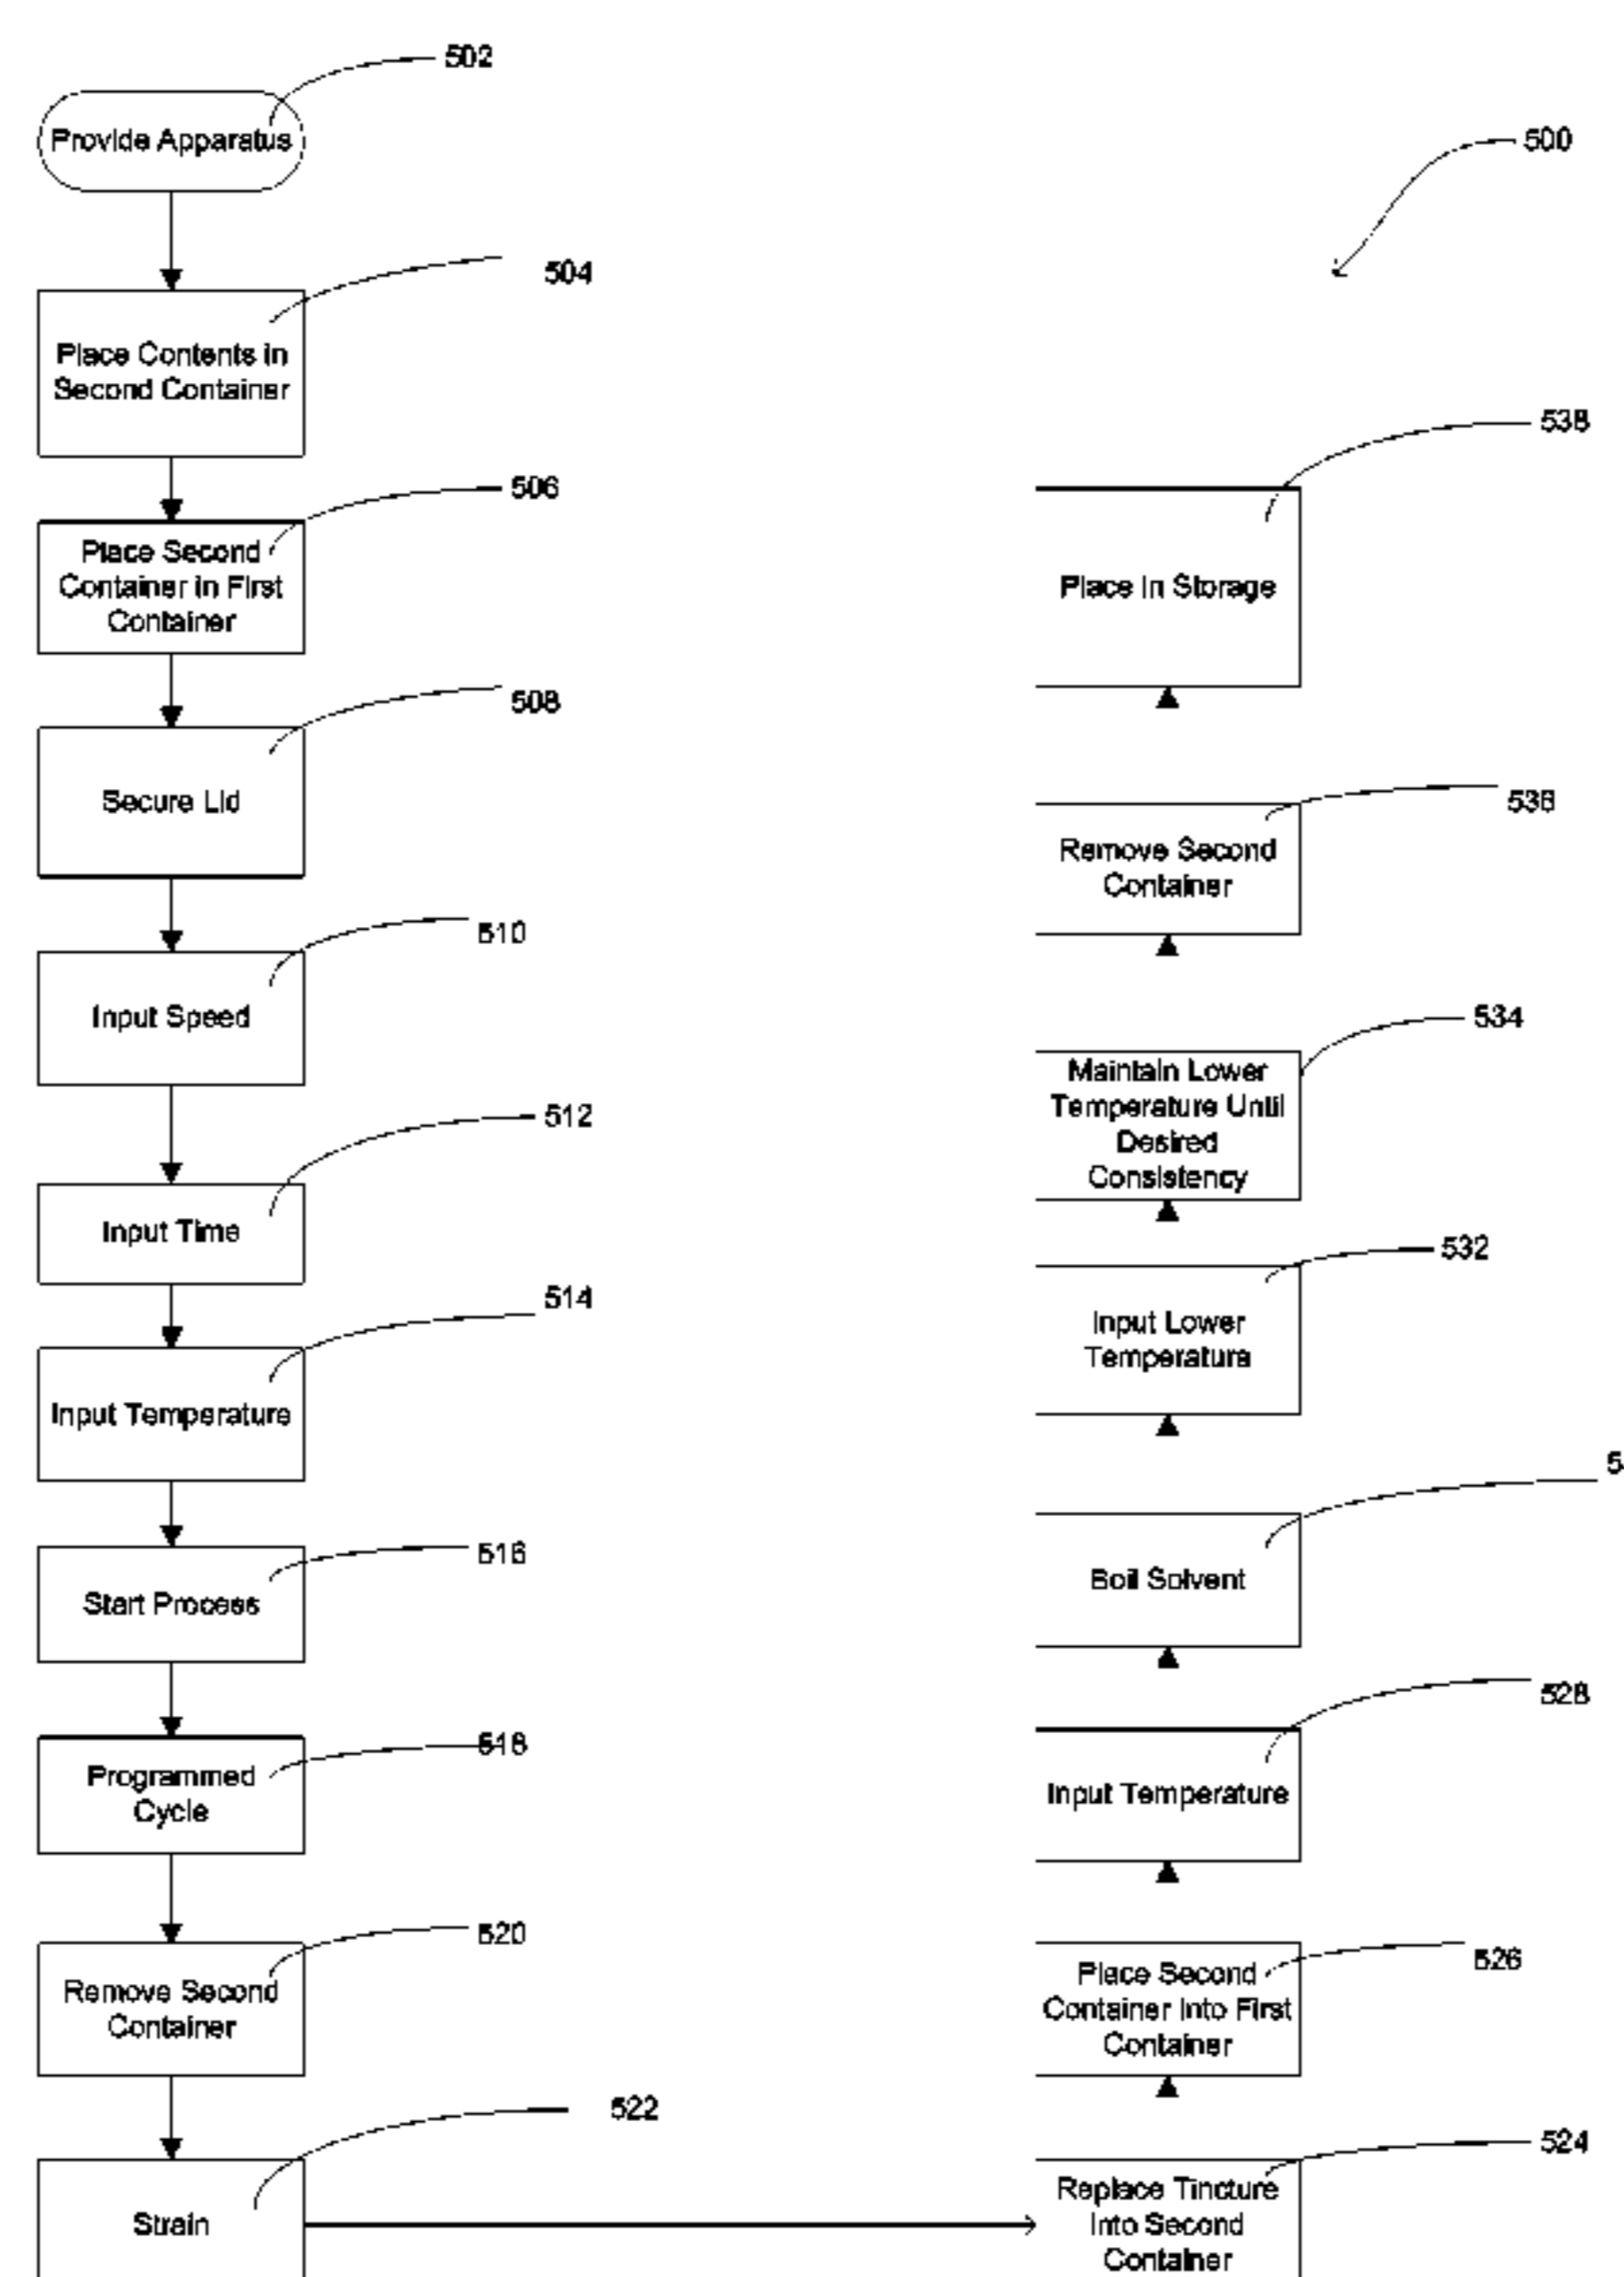 502
Provide Apparatus
504
Place Contents in
Second Container
506
Place Second
Container in First
Container
508
Secure Lid
510
Input Speed
512
Input Time
514
Input Temperature
516
Start Process
518
Programmed
Cycle
520
Remove Second
Container
522
Strain
524
Replace Tincture
Into Second
Container
526
Place Second
Container Into First
Container
528
Input Temperature
Boil Solvent
532
Input Lower
Temperature
534
Maintain Lower
Temperature Until
Desired
Consistency
536
Remove Second
Container
538
Place In Storage
500